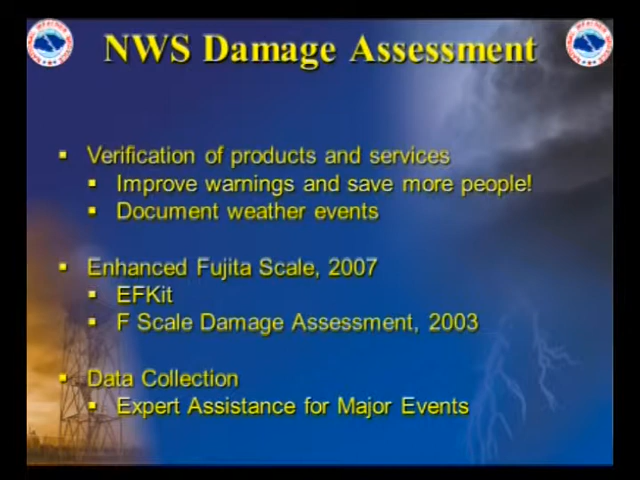 NWS Damage Assessment
Verification of products and services
Improve warnings and save more people!
Document weather events
Enhanced Fujita Scale, 2007
EFKit
F Scale Damage Assessment, 2003
Data Collection
Expert Assistance for Major Events